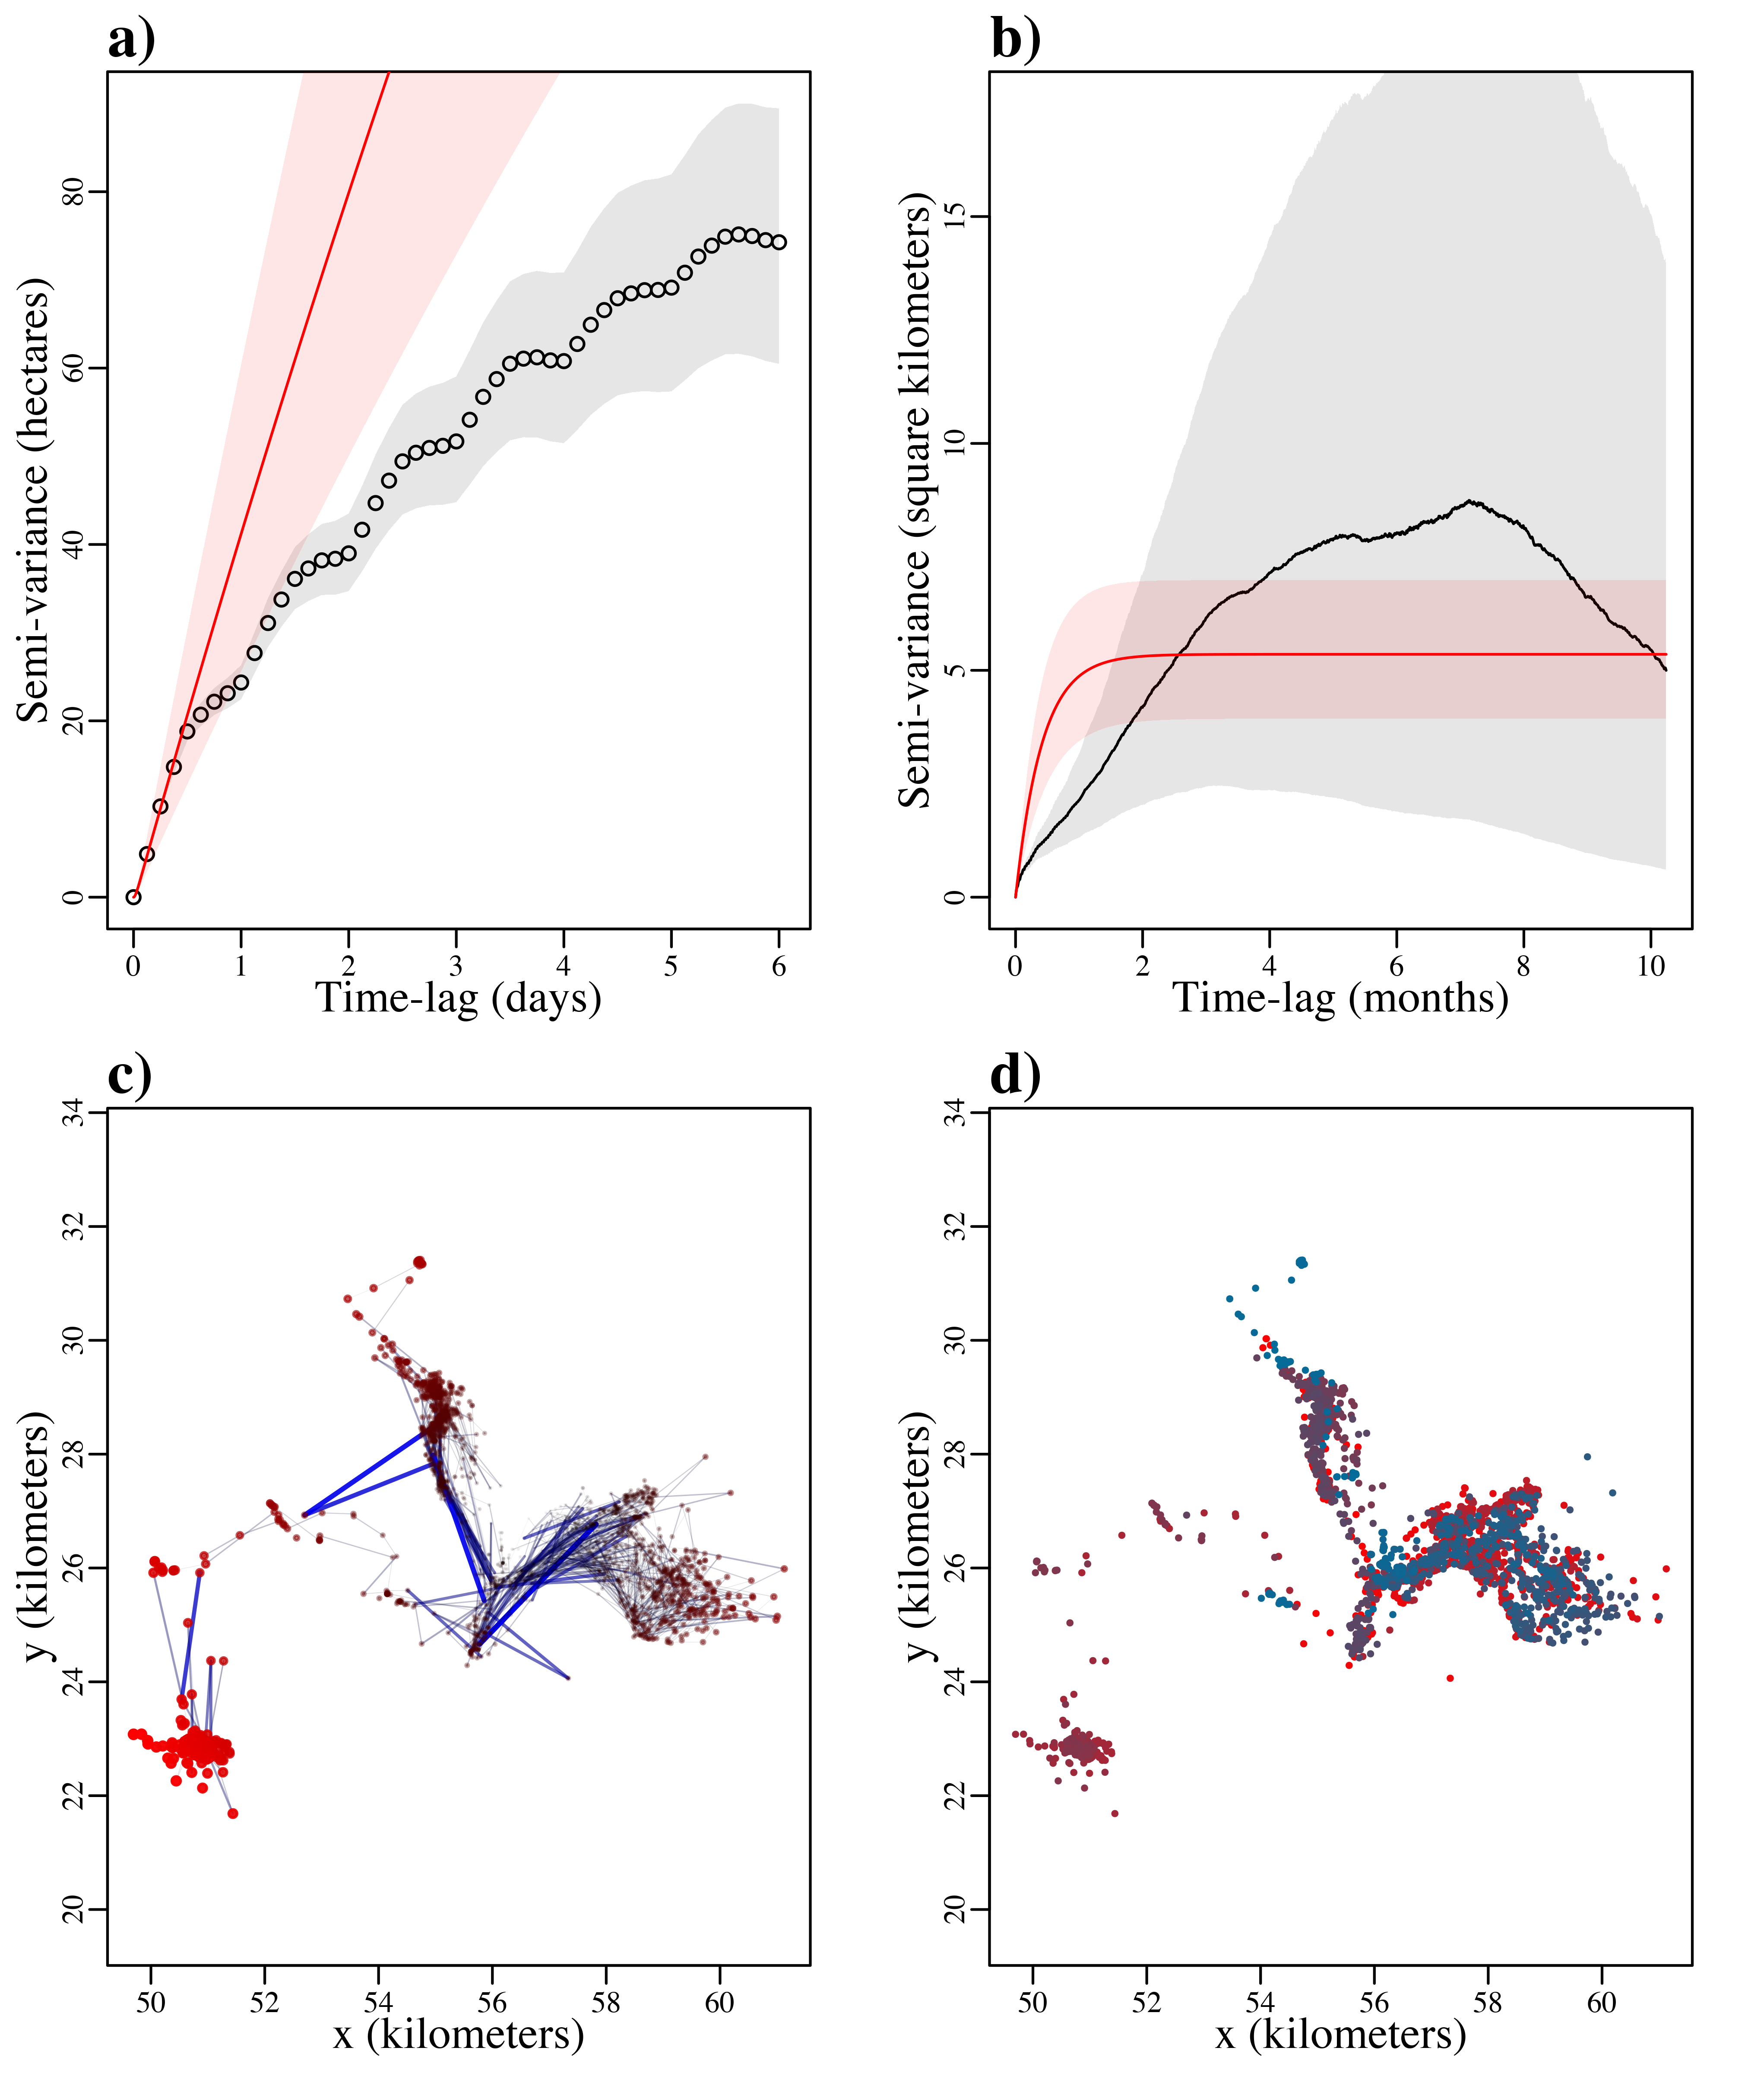 a)
Semi-variance (hectares)
0 20 40 60 80
0 1 2 3 4 5 6
Time-lag (days)
b)
Semi-variance (square kilometers)
0 5 10 15
0 2 4 6 8 10
Time-lag (months)
c)
y (kilometers)
20 22 24 26 28 30 32 34
50 52 54 56 58 60
x (kilometers)
d)
y (kilometers)
20 22 24 26 28 30 32 34
50 52 54 56 58 60
x (kilometers)